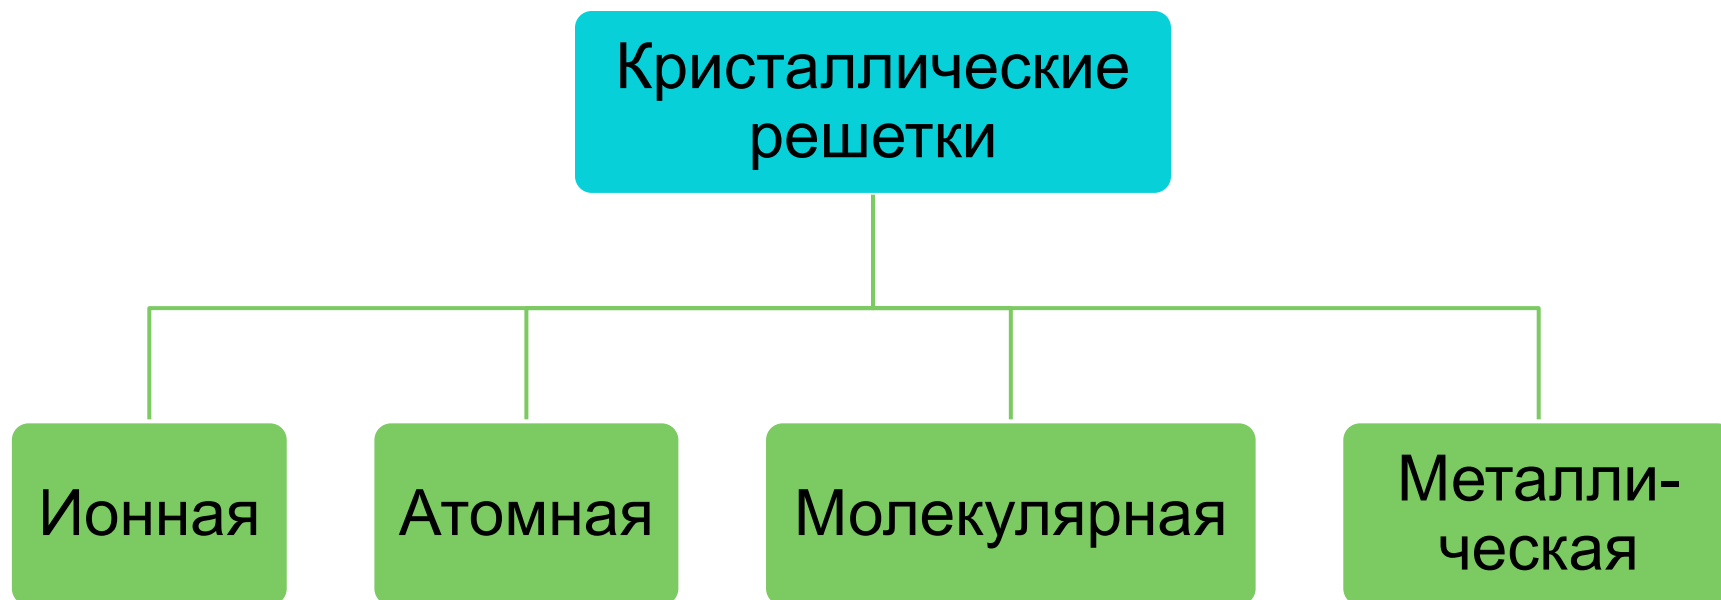 Кристаллические
решетки
Ионная
Атомная
Молекулярная
Металли-
ческая